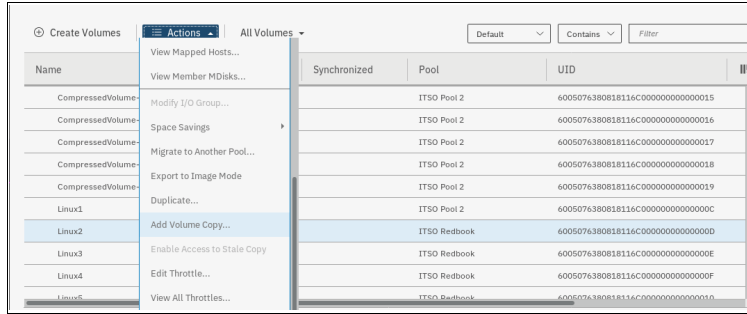 Create Volumes Actions All Volumes Default Contains Filter
Name Synchronized Pool UID
View Mapped Hosts...
View Member MDisks...
Modify I/O Group...
Space Savings
Migrate to Another Pool...
Export to Image Mode
Duplicate...
Add Volume Copy...
Enable Access to Stale Copy
Edit Throttle...
View All Throttles...
CompressedVolume- ITSO Pool 2 6005076380818116C000000000000015
CompressedVolume- ITSO Pool 2 6005076380818116C000000000000016
CompressedVolume- ITSO Pool 2 6005076380818116C000000000000017
CompressedVolume- ITSO Pool 2 6005076380818116C000000000000018
CompressedVolume- ITSO Pool 2 6005076380818116C000000000000019
Linux1 ITSO Pool 2 6005076380818116C00000000000000C
Linux2 ITSO Redbook 6005076380818116C00000000000000D
Linux3 ITSO Redbook 6005076380818116C00000000000000E
Linux4 ITSO Redbook 6005076380818116C00000000000000F
Linux5 ITSO Redbook 6005076380818116C000000000000010